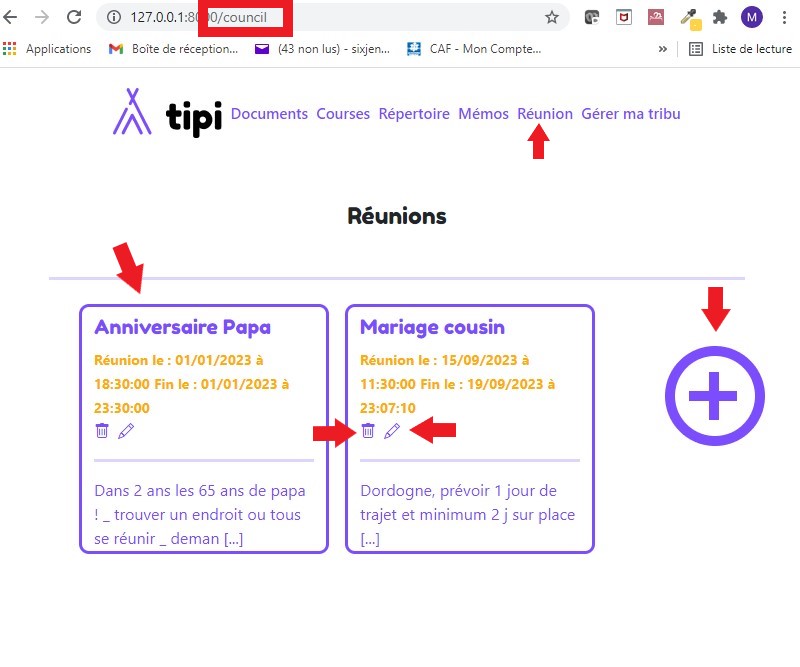 127.0.0.1:8000/council
M
Applications Boîte de réception... (43 non lus) - sixjen... CAF - Mon Compte... » Liste de lecture
tipi Documents Courses Répertoire Mémos Réunion Gérer ma tribu
Réunions
Anniversaire Papa
Réunion le : 01/01/2023 à
18:30:00 Fin le : 01/01/2023 à
23:30:00
Dans 2 ans les 65 ans de papa
! _ trouver un endroit ou tous
se réunir _ deman [...]
Mariage cousin
Réunion le : 15/09/2023 à
11:30:00 Fin le : 19/09/2023 à
23:07:10
Dordogne, prévoir 1 jour de
trajet et minimum 2 j sur place
[...]